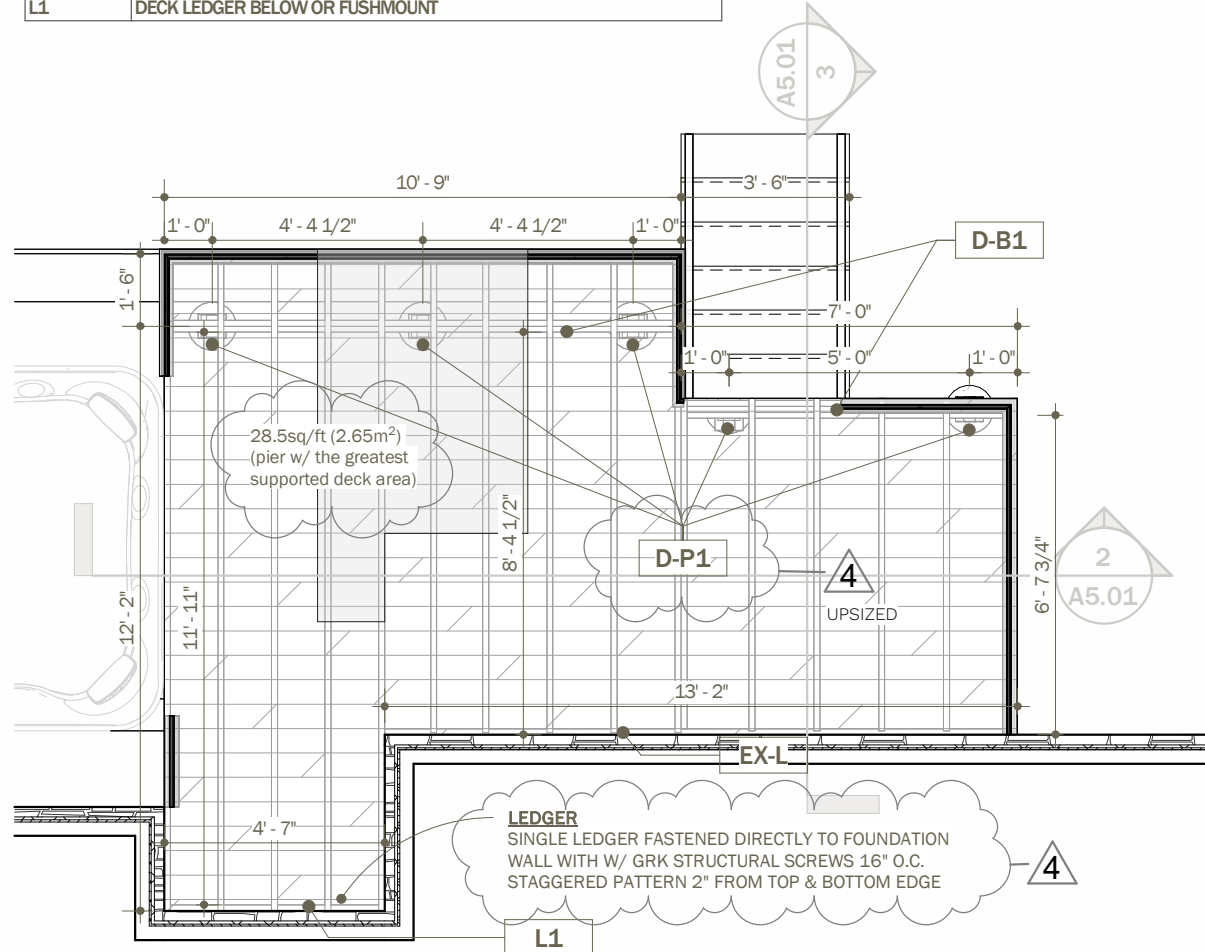 L1 DECK LEDGER BELOW OR FUSHMOUNT
A5.01
3
10' - 9"
3' - 6"
1' - 0"
4' - 4 1/2"
4' - 4 1/2"
1' - 0"
D-B1
1' - 6"
7' - 0"
1' - 0"
5' - 0"
1' - 0"
28.5sq/ft (2.65m²)
(pier w/ the greatest
supported deck area)
8' - 4 1/2"
D-P1
4
UPSIZED
6' - 7 3/4"
2
A5.01
12' - 2"
11' - 11"
13' - 2"
EX-L
4' - 7"
LEDGER
SINGLE LEDGER FASTENED DIRECTLY TO FOUNDATION
WALL WITH W/ GRK STRUCTURAL SCREWS 16" O.C.
STAGGERED PATTERN 2" FROM TOP & BOTTOM EDGE
4
L1